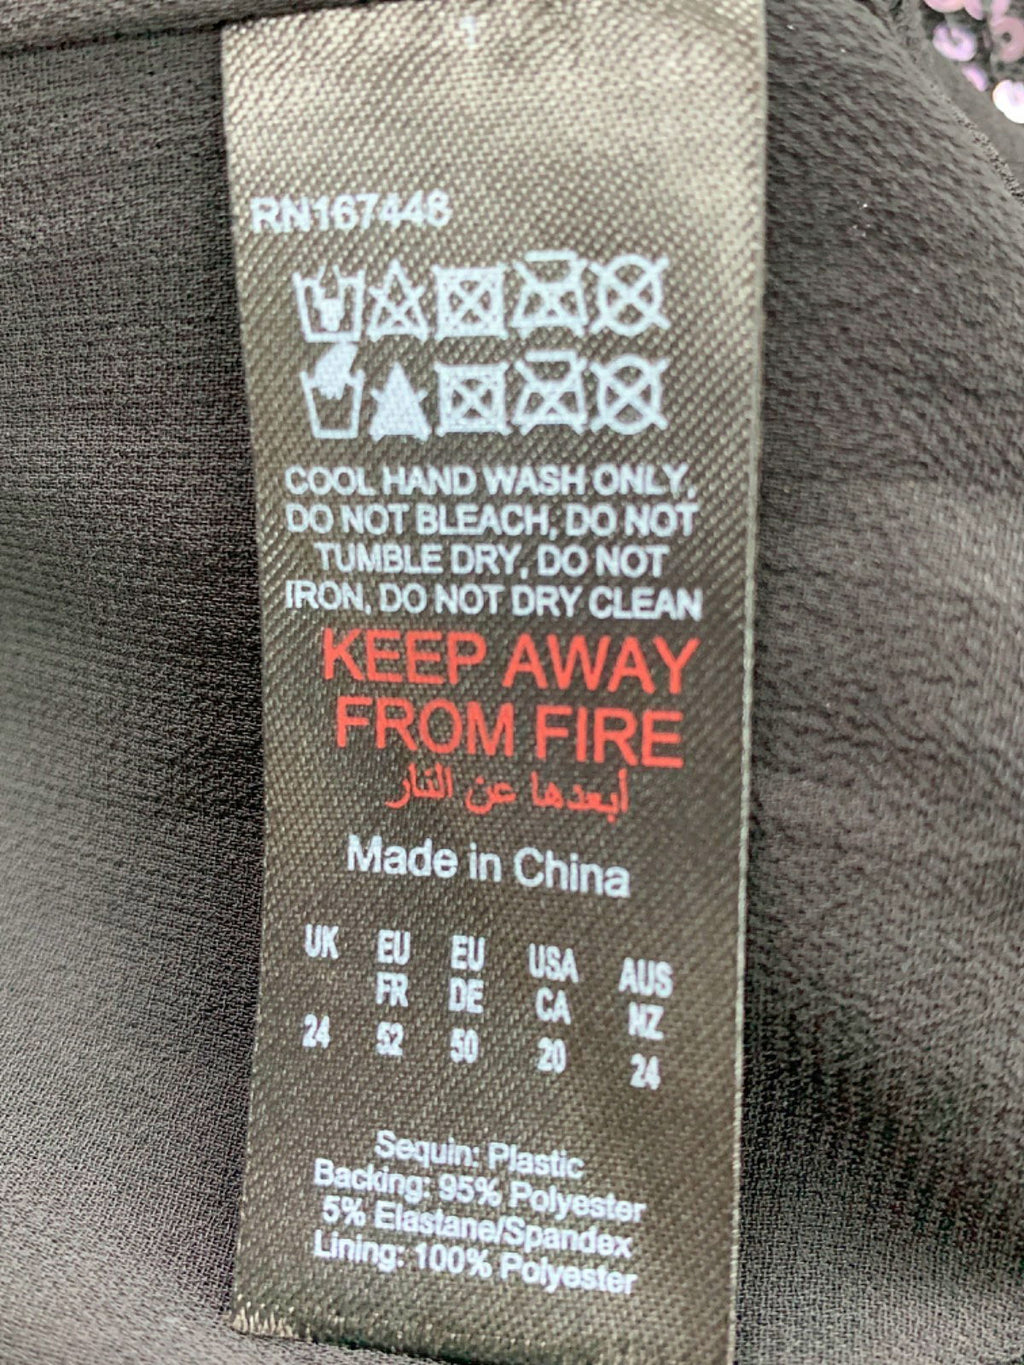 1
RN167448
COOL HAND WASH ONLY,
DO NOT BLEACH, DO NOT
TUMBLE DRY, DO NOT
IRON, DO NOT DRY CLEAN
KEEP AWAY
FROM FIRE
أبعدها عن النار
Made in China
UK EU EU USA AUS
FR DE CA NZ
24 52 50 20 24
Sequin: Plastic
Backing: 95% Polyester
5% Elastane/Spandex
Lining: 100% Polyester